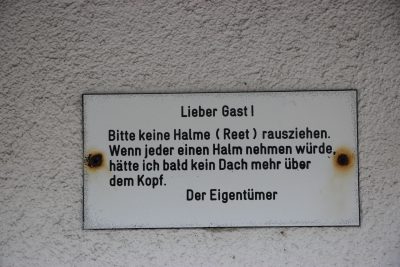 Lieber Gast!
Bitte keine Halme (Reet) rausziehen.
Wenn jeder einen Halm nehmen würde,
hätte ich bald kein Dach mehr über
dem Kopf.
Der Eigentümer